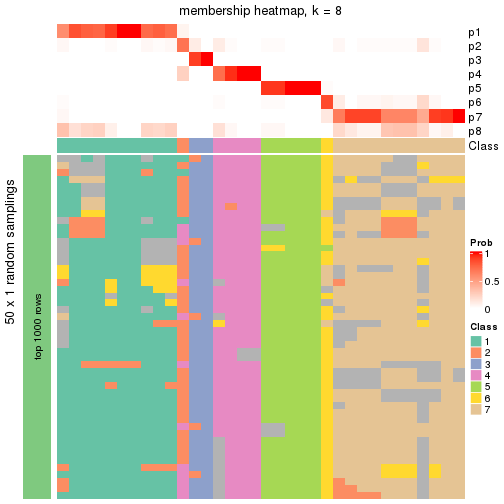 membership heatmap, k = 8
p1
p2
p3
p4
p5
p6
p7
p8
Class
50 x 1 random samplings
top 1000 rows
Prob
1
0.5
0
Class
1
2
3
4
5
6
7